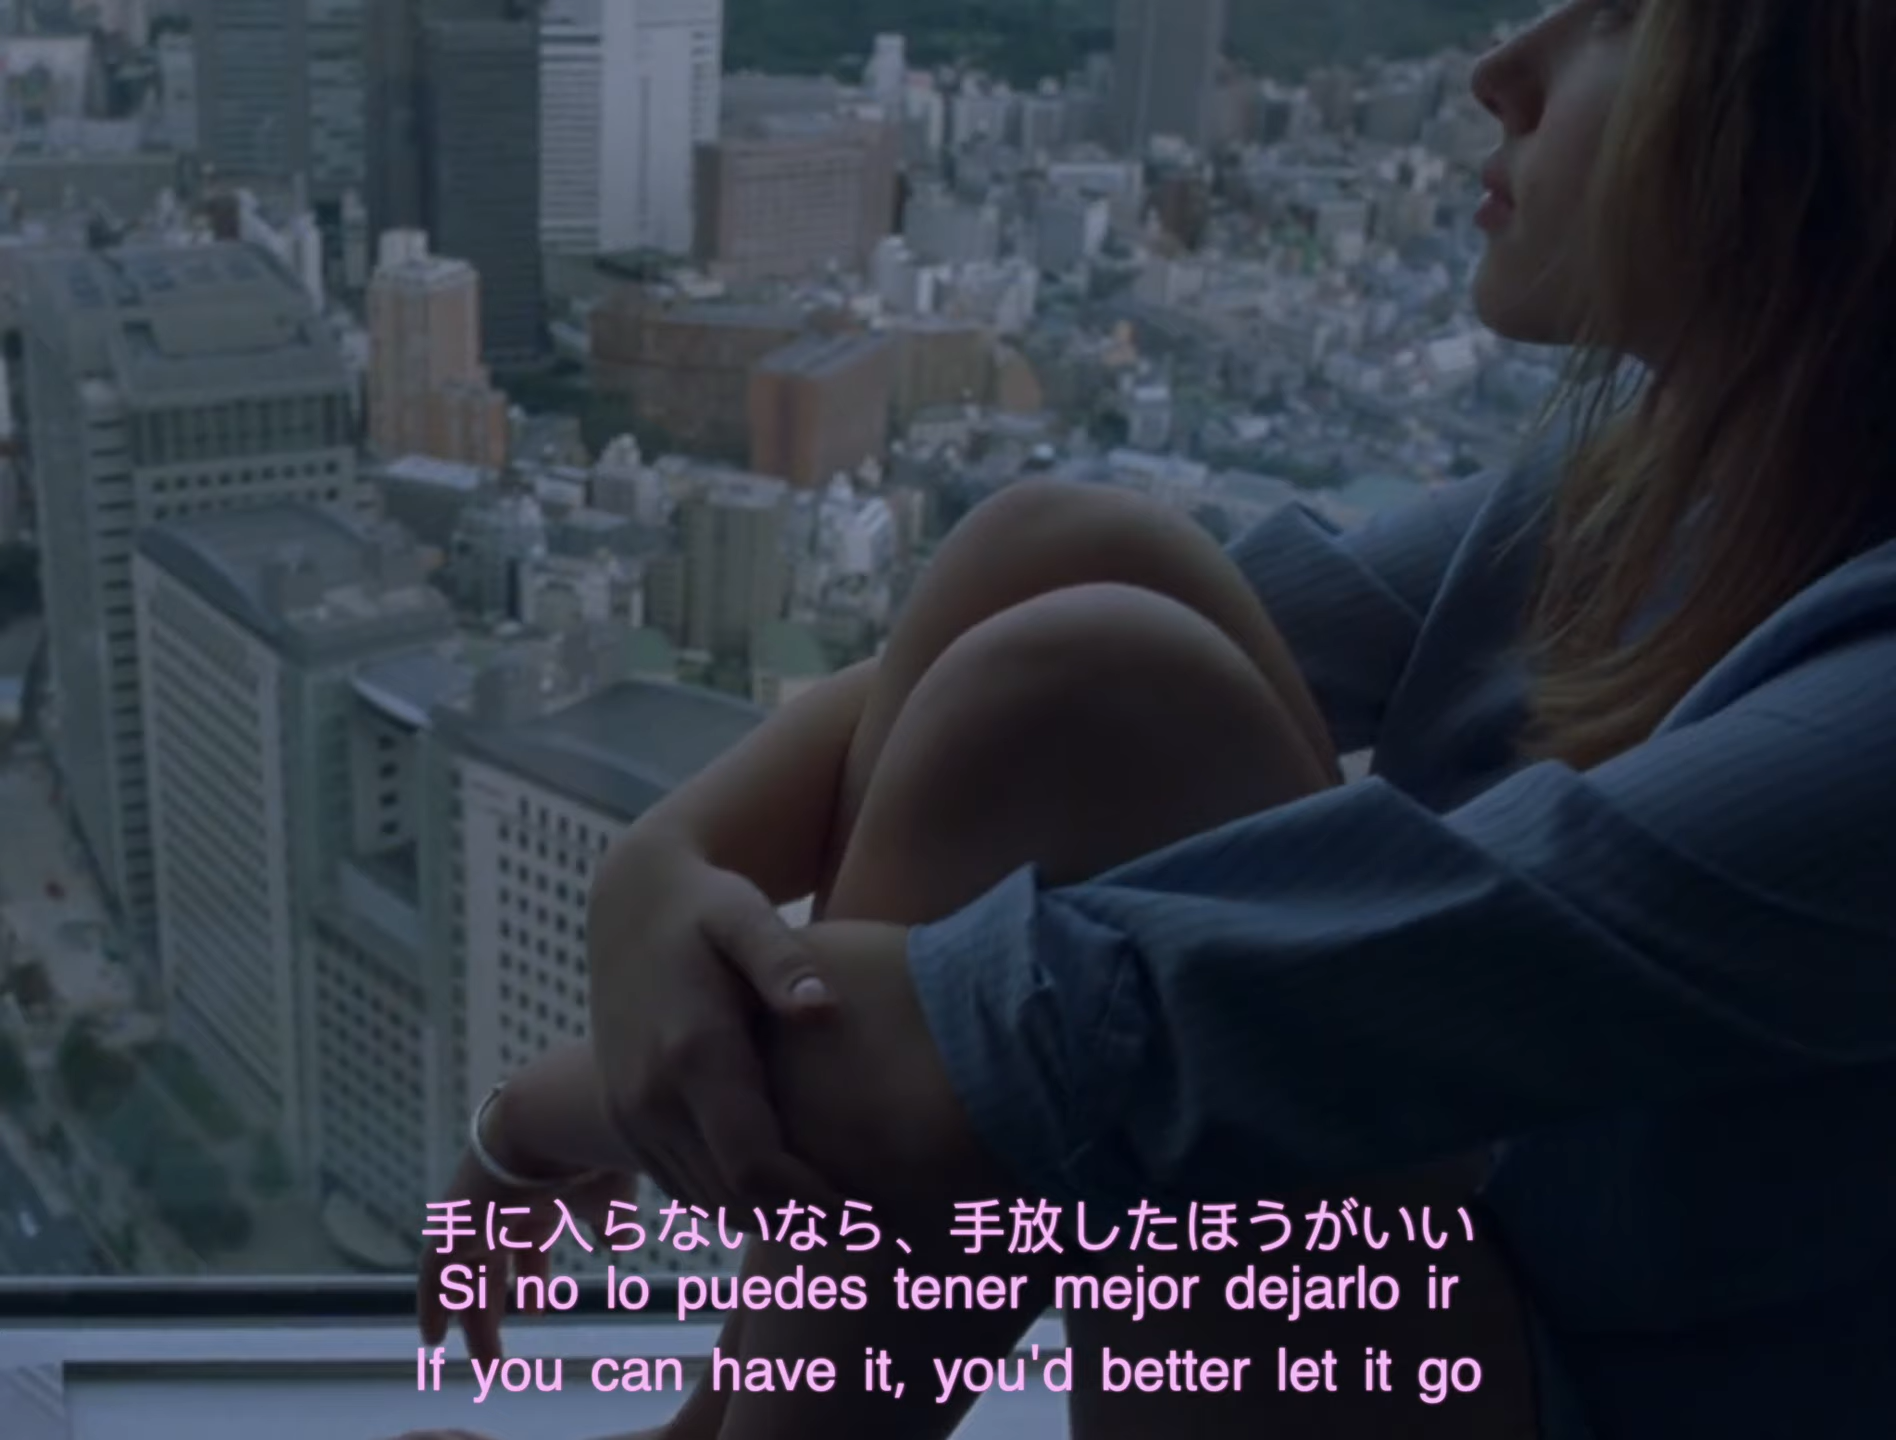 手に入らないなら、手放したほうがいい
Si no lo puedes tener mejor dejarlo ir
If you can have it, you'd better let it go